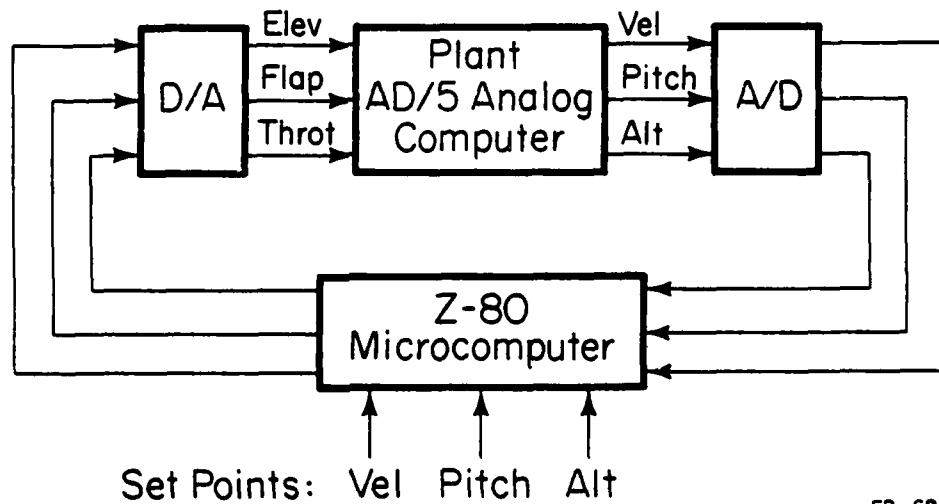 Elev
Flap
Throt
D/A
Plant
AD/5 Analog
Computer
Vel
Pitch
Alt
A/D
Z-80
Microcomputer
Set Points: Vel Pitch Alt